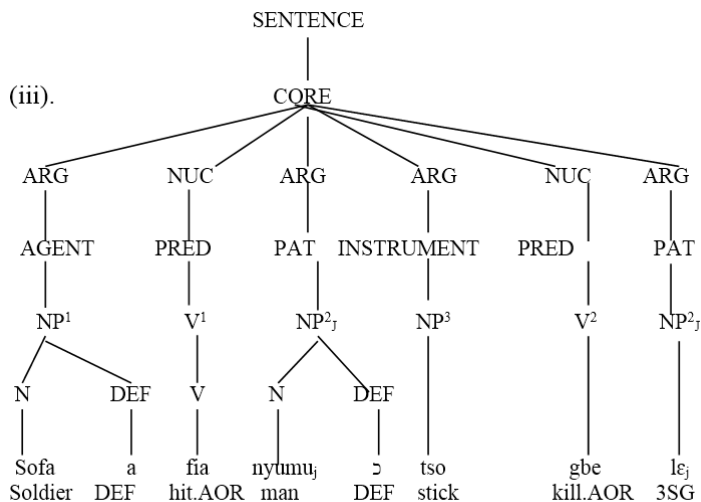 SENTENCE
(iii). CORE
ARG NUC ARG ARG NUC ARG
AGENT PRED PAT INSTRUMENT PRED PAT
NP¹ V¹ NP²J NP³ V² NP²J
N DEF V N DEF
Sofa a fia nyumuj ɔ tso gbe lɛj
Soldier DEF hit.AOR man DEF stick kill.AOR 3SG